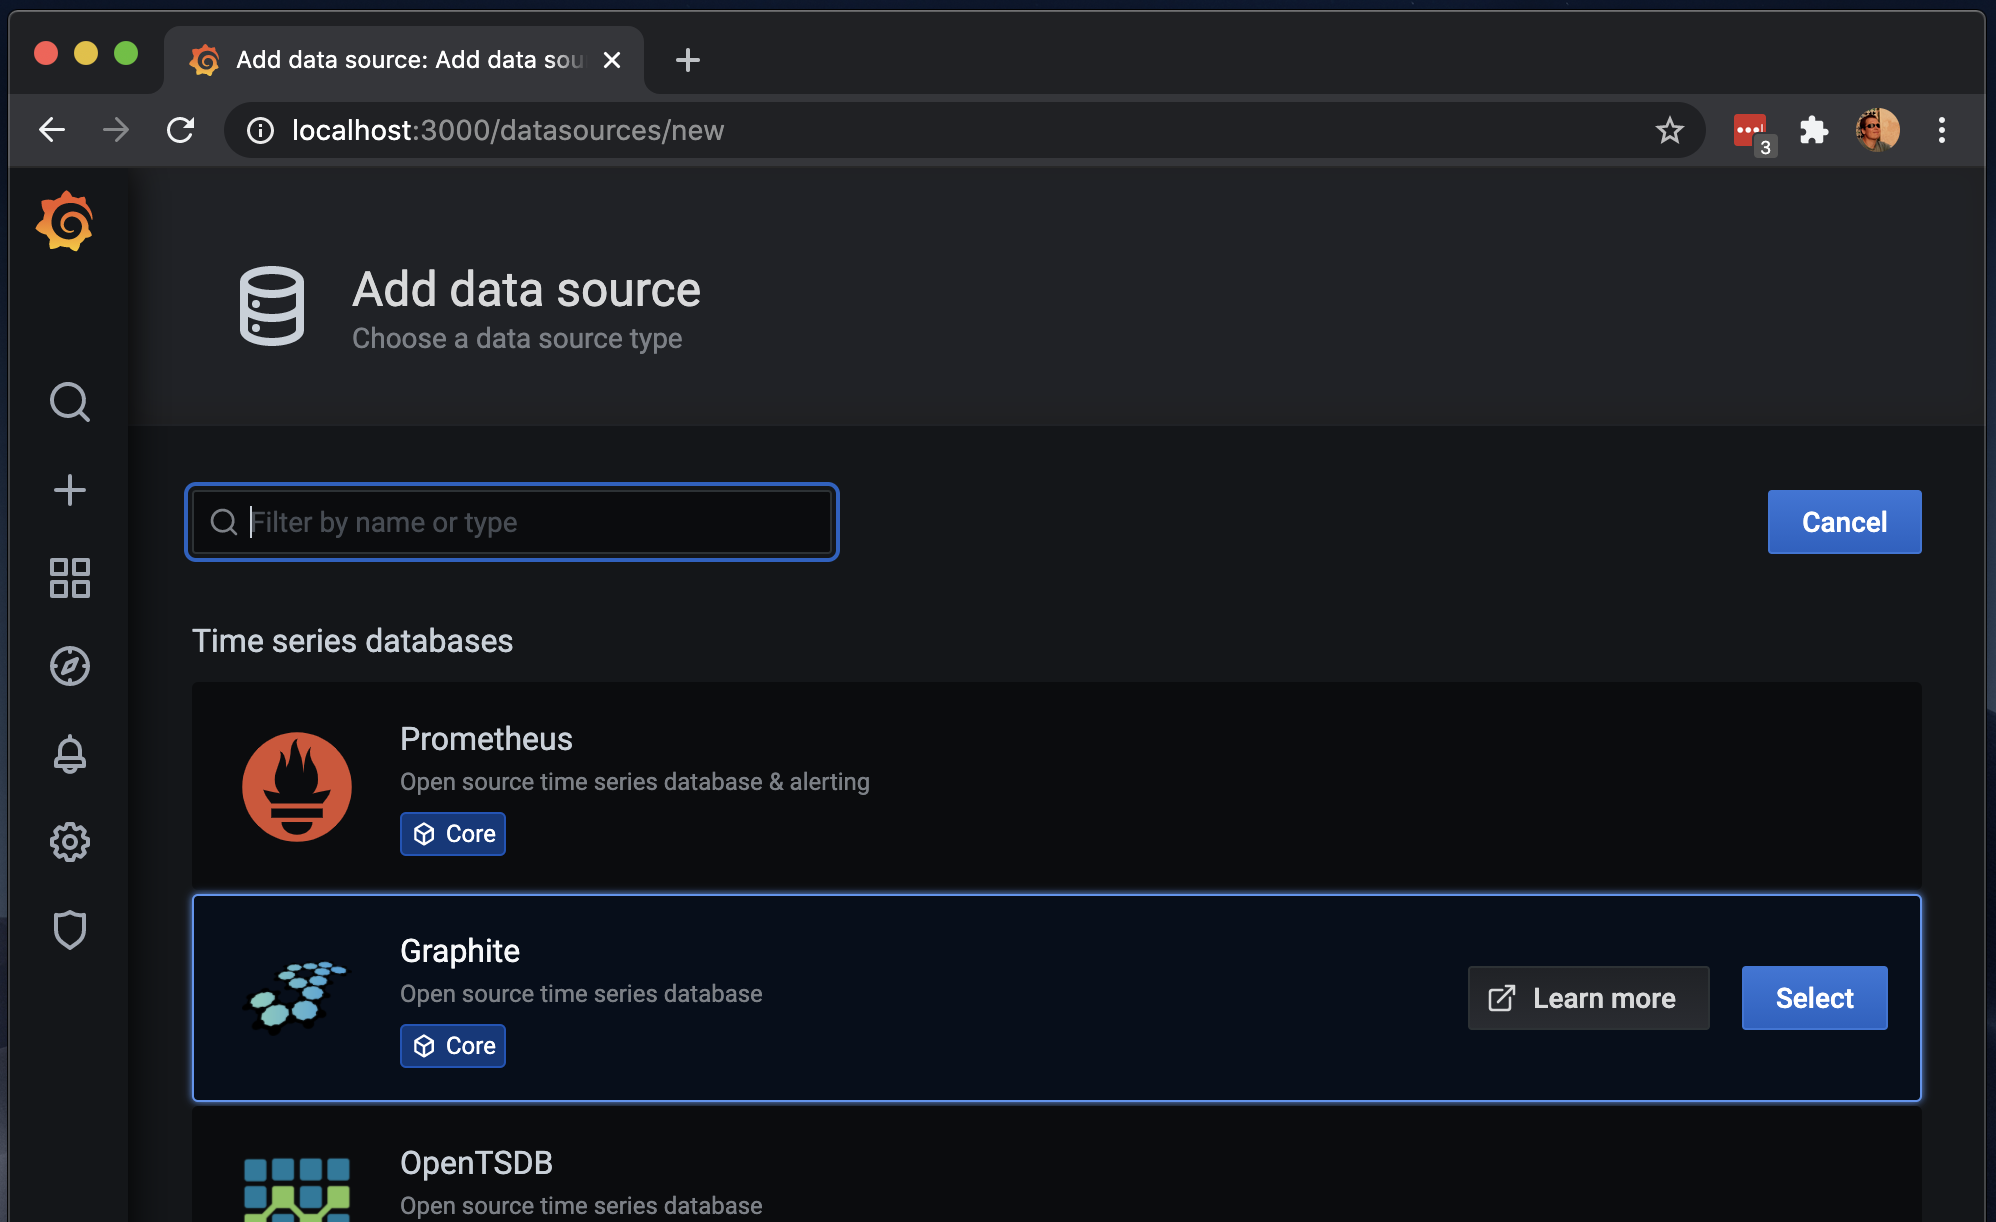 Add data source: Add data sou
localhost:3000/datasources/new
3
Add data source
Choose a data source type
Filter by name or type
Cancel
Time series databases
Prometheus
Open source time series database & alerting
Core
Graphite
Open source time series database
Core
Learn more
Select
OpenTSDB
Open source time series database